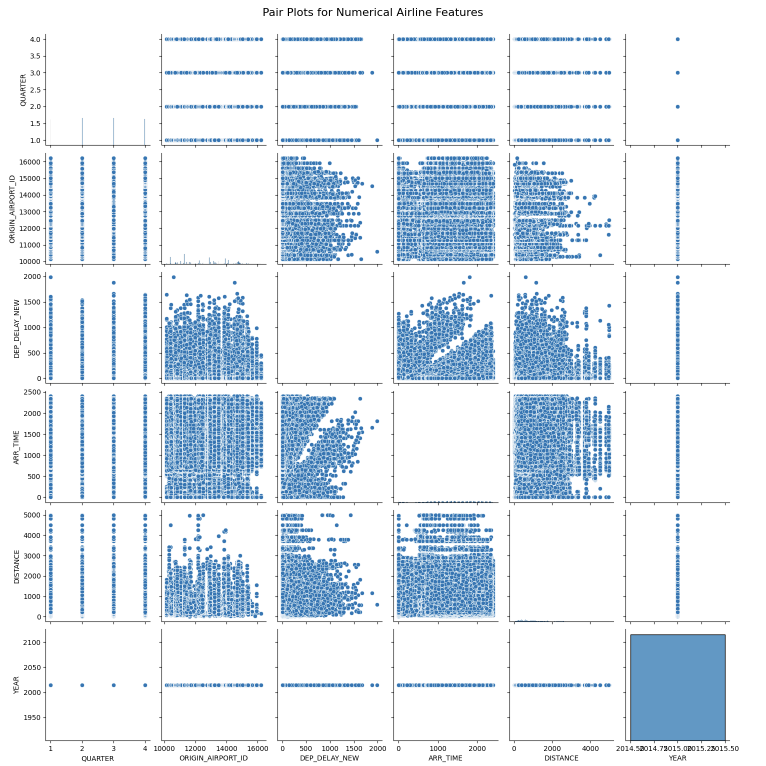 Pair Plots for Numerical Airline Features
4.0
3.5
3.0
2.5
2.0
1.5
1.0
QUARTER
16000
15000
14000
13000
12000
11000
10000
ORIGIN_AIRPORT_ID
2000
1500
1000
500
0
DEP_DELAY_NEW
2500
2000
1500
1000
500
0
ARR_TIME
5000
4000
3000
2000
1000
0
DISTANCE
2100
2050
2000
1950
YEAR
1 2 3 4
QUARTER
10000 12000 14000 16000
ORIGIN_AIRPORT_ID
0 500 1000 1500 2000
DEP_DELAY_NEW
0 1000 2000
ARR_TIME
0 2000 4000
DISTANCE
2014.50 2014.75 2015.00 2015.25 2015.50
YEAR